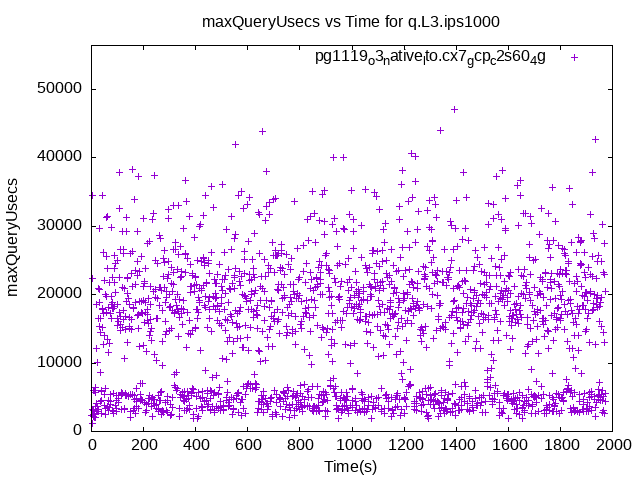 maxQueryUsecs vs Time for q.L3.ips1000
pg1119o3native_lto.cx7gcpc2s604g
50000
40000
30000
20000
10000
0
maxQueryUsecs
0 200 400 600 800 1000 1200 1400 1600 1800 2000
Time(s)